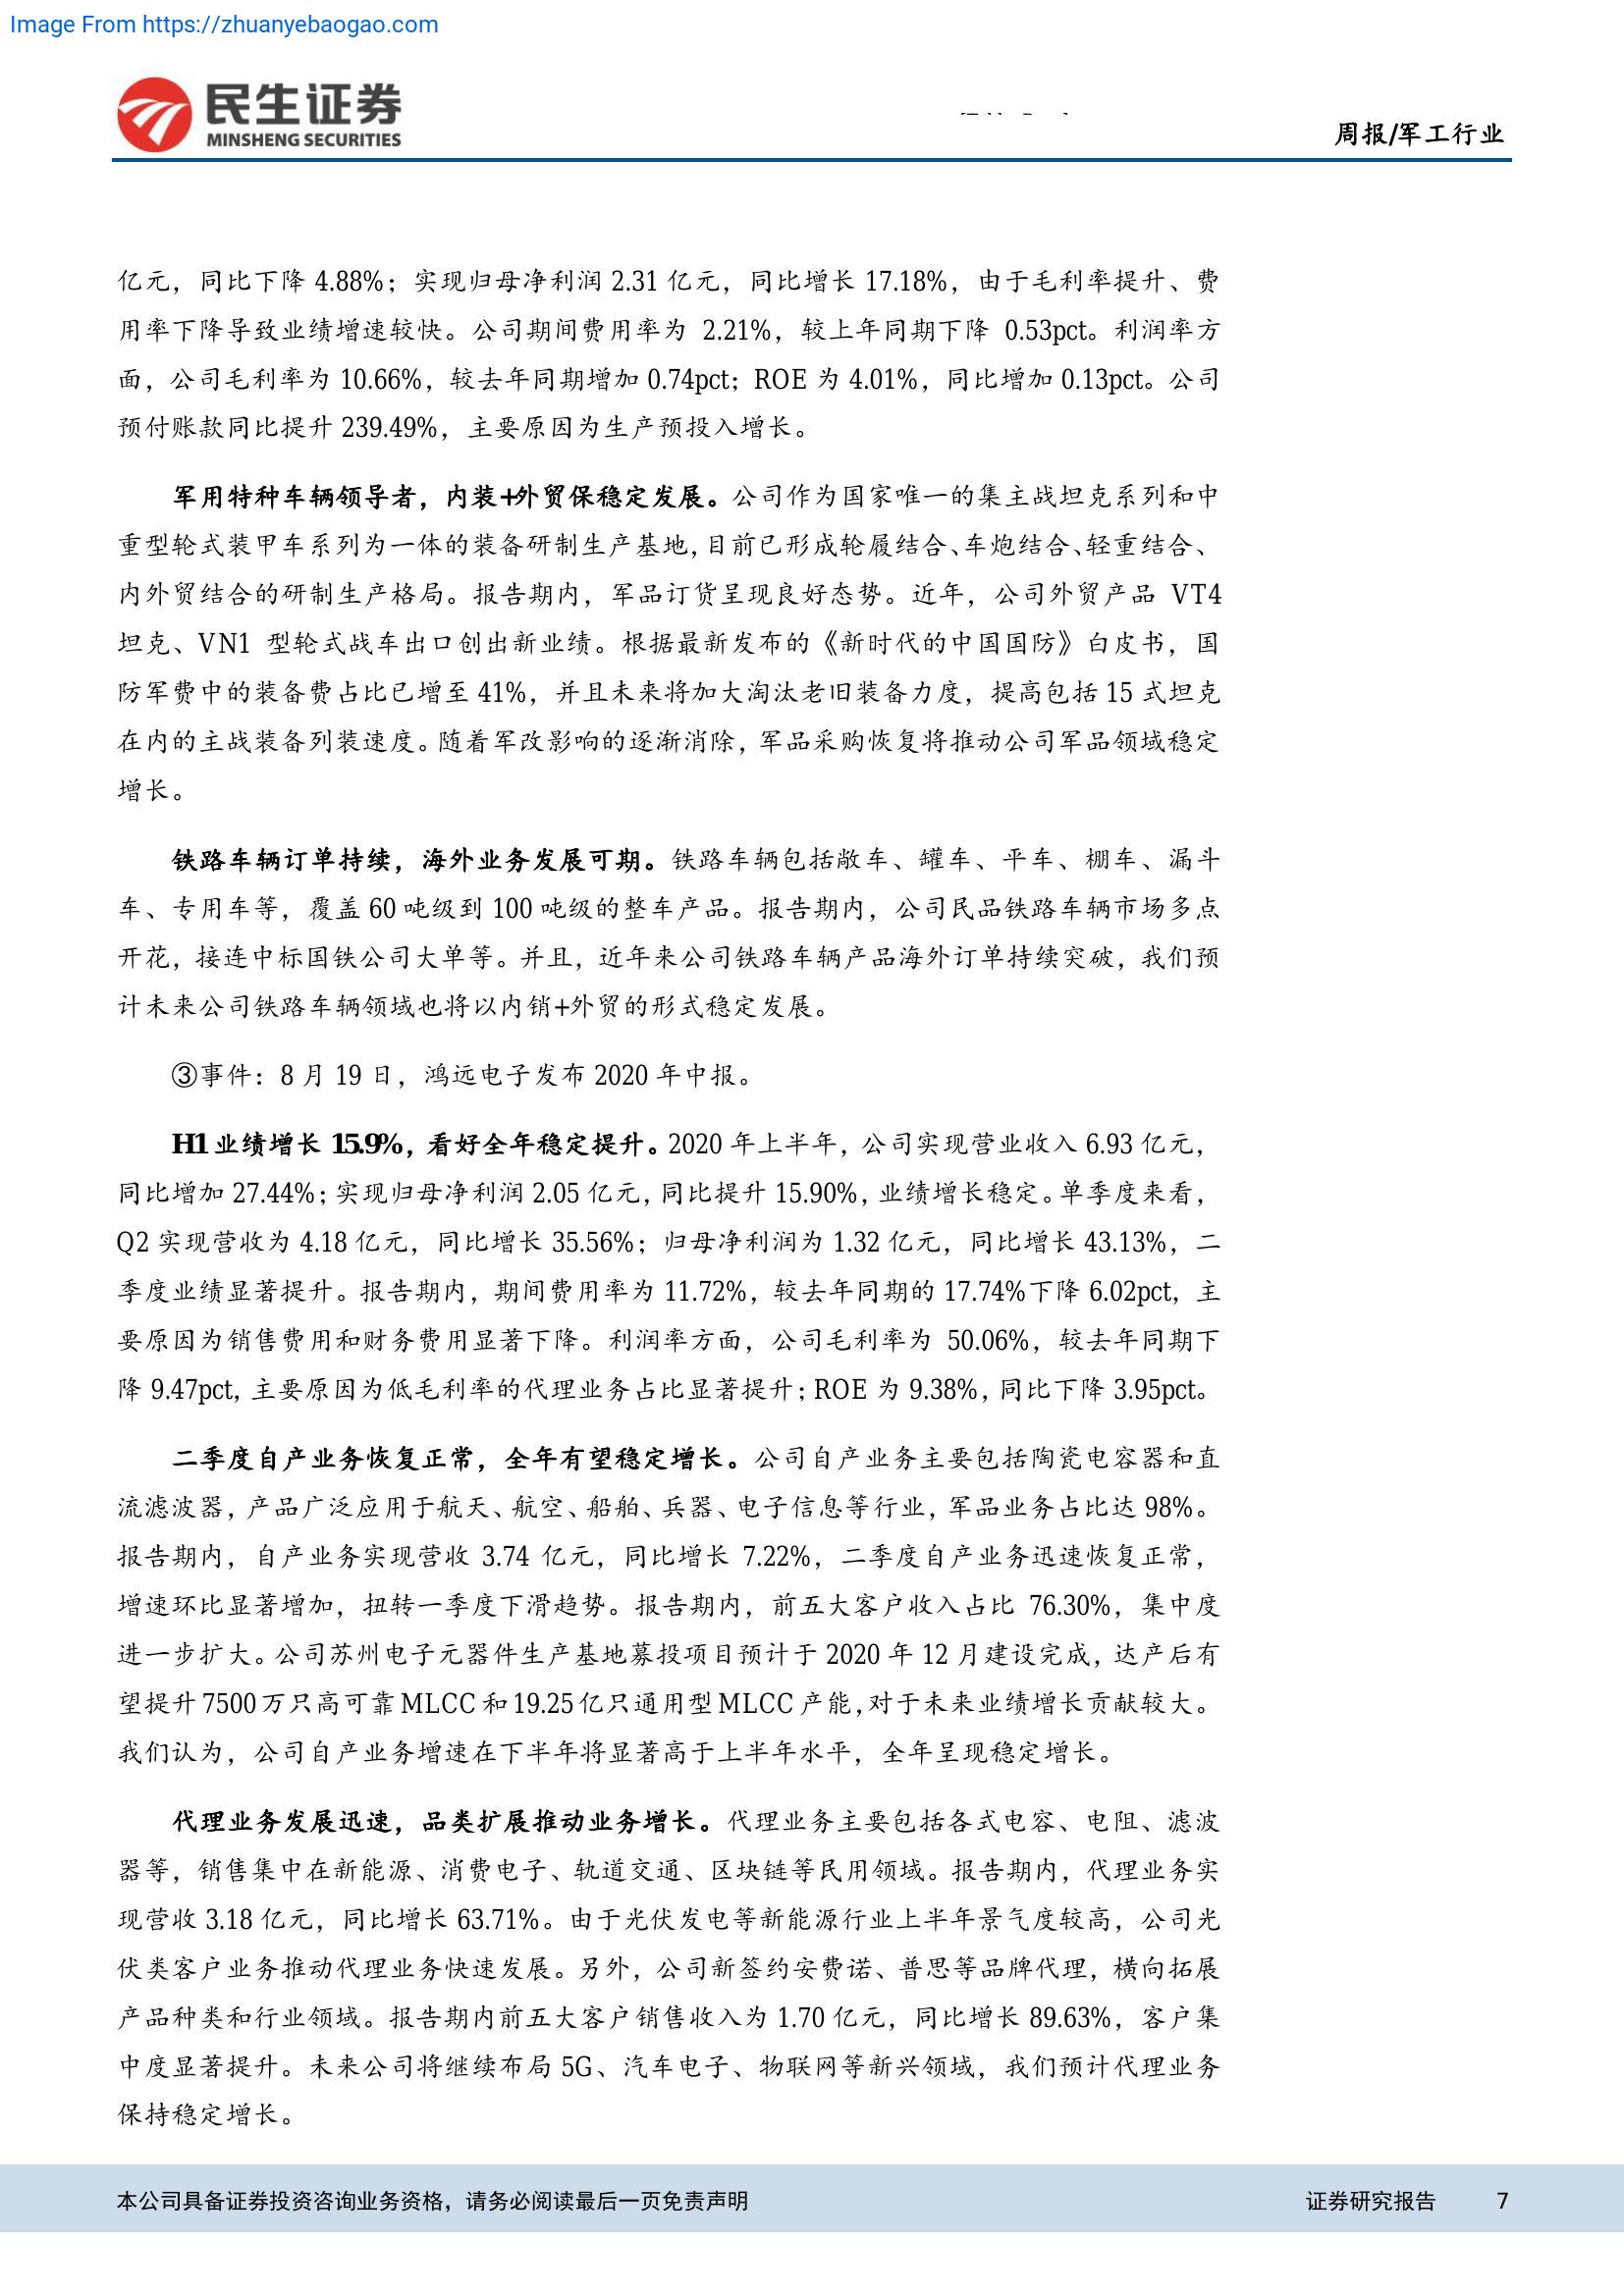 Image From https://zhuanyebaogao.com
民生证券
MINSHENG SECURITIES
周报/军工行业
亿元，同比下降 4.88%；实现归母净利润 2.31 亿元，同比增长 17.18%，由于毛利率提升、费
用率下降导致业绩增速较快。公司期间费用率为 2.21%，较上年同期下降 0.53pct。利润率方
面，公司毛利率为 10.66%，较去年同期增加 0.74pct；ROE 为 4.01%，同比增加 0.13pct。公司
预付账款同比提升 239.49%，主要原因为生产预投入增长。
军用特种车辆领导者，内装+外贸保稳定发展。公司作为国家唯一的集主战坦克系列和中
重型轮式装甲车系列为一体的装备研制生产基地，目前已形成轮履结合、车炮结合、轻重结合、
内外贸结合的研制生产格局。报告期内，军品订货呈现良好态势。近年，公司外贸产品 VT4
坦克、VN1 型轮式战车出口创出新业绩。根据最新发布的《新时代的中国国防》白皮书，国
防军费中的装备费占比已增至 41%，并且未来将加大淘汰老旧装备力度，提高包括 15 式坦克
在内的主战装备列装速度。随着军改影响的逐渐消除，军品采购恢复将推动公司军品领域稳定
增长。
铁路车辆订单持续，海外业务发展可期。铁路车辆包括敞车、罐车、平车、棚车、漏斗
车、专用车等，覆盖 60 吨级到 100 吨级的整车产品。报告期内，公司民品铁路车辆市场多点
开花，接连中标国铁公司大单等。并且，近年来公司铁路车辆产品海外订单持续突破，我们预
计未来公司铁路车辆领域也将以内销+外贸的形式稳定发展。
③事件：8 月 19 日，鸿远电子发布 2020 年中报。
H1 业绩增长 15.9%，看好全年稳定提升。2020 年上半年，公司实现营业收入 6.93 亿元，
同比增加 27.44%；实现归母净利润 2.05 亿元，同比提升 15.90%，业绩增长稳定。单季度来看，
Q2 实现营收为 4.18 亿元，同比增长 35.56%；归母净利润为 1.32 亿元，同比增长 43.13%，二
季度业绩显著提升。报告期内，期间费用率为 11.72%，较去年同期的 17.74%下降 6.02pct，主
要原因为销售费用和财务费用显著下降。利润率方面，公司毛利率为 50.06%，较去年同期下
降 9.47pct，主要原因为低毛利率的代理业务占比显著提升；ROE 为 9.38%，同比下降 3.95pct。
二季度自产业务恢复正常，全年有望稳定增长。公司自产业务主要包括陶瓷电容器和直
流滤波器，产品广泛应用于航天、航空、船舶、兵器、电子信息等行业，军品业务占比达 98%。
报告期内，自产业务实现营收 3.74 亿元，同比增长 7.22%，二季度自产业务迅速恢复正常，
增速环比显著增加，扭转一季度下滑趋势。报告期内，前五大客户收入占比 76.30%，集中度
进一步扩大。公司苏州电子元器件生产基地募投项目预计于 2020 年 12 月建设完成，达产后有
望提升 7500 万只高可靠 MLCC 和 19.25 亿只通用型 MLCC 产能，对于未来业绩增长贡献较大。
我们认为，公司自产业务增速在下半年将显著高于上半年水平，全年呈现稳定增长。
代理业务发展迅速，品类扩展推动业务增长。代理业务主要包括各式电容、电阻、滤波
器等，销售集中在新能源、消费电子、轨道交通、区块链等民用领域。报告期内，代理业务实
现营收 3.18 亿元，同比增长 63.71%。由于光伏发电等新能源行业上半年景气度较高，公司光
伏类客户业务推动代理业务快速发展。另外，公司新签约安费诺、普思等品牌代理，横向拓展
产品种类和行业领域。报告期内前五大客户销售收入为 1.70 亿元，同比增长 89.63%，客户集
中度显著提升。未来公司将继续布局 5G、汽车电子、物联网等新兴领域，我们预计代理业务
保持稳定增长。
本公司具备证券投资咨询业务资格，请务必阅读最后一页免责声明
证券研究报告 7